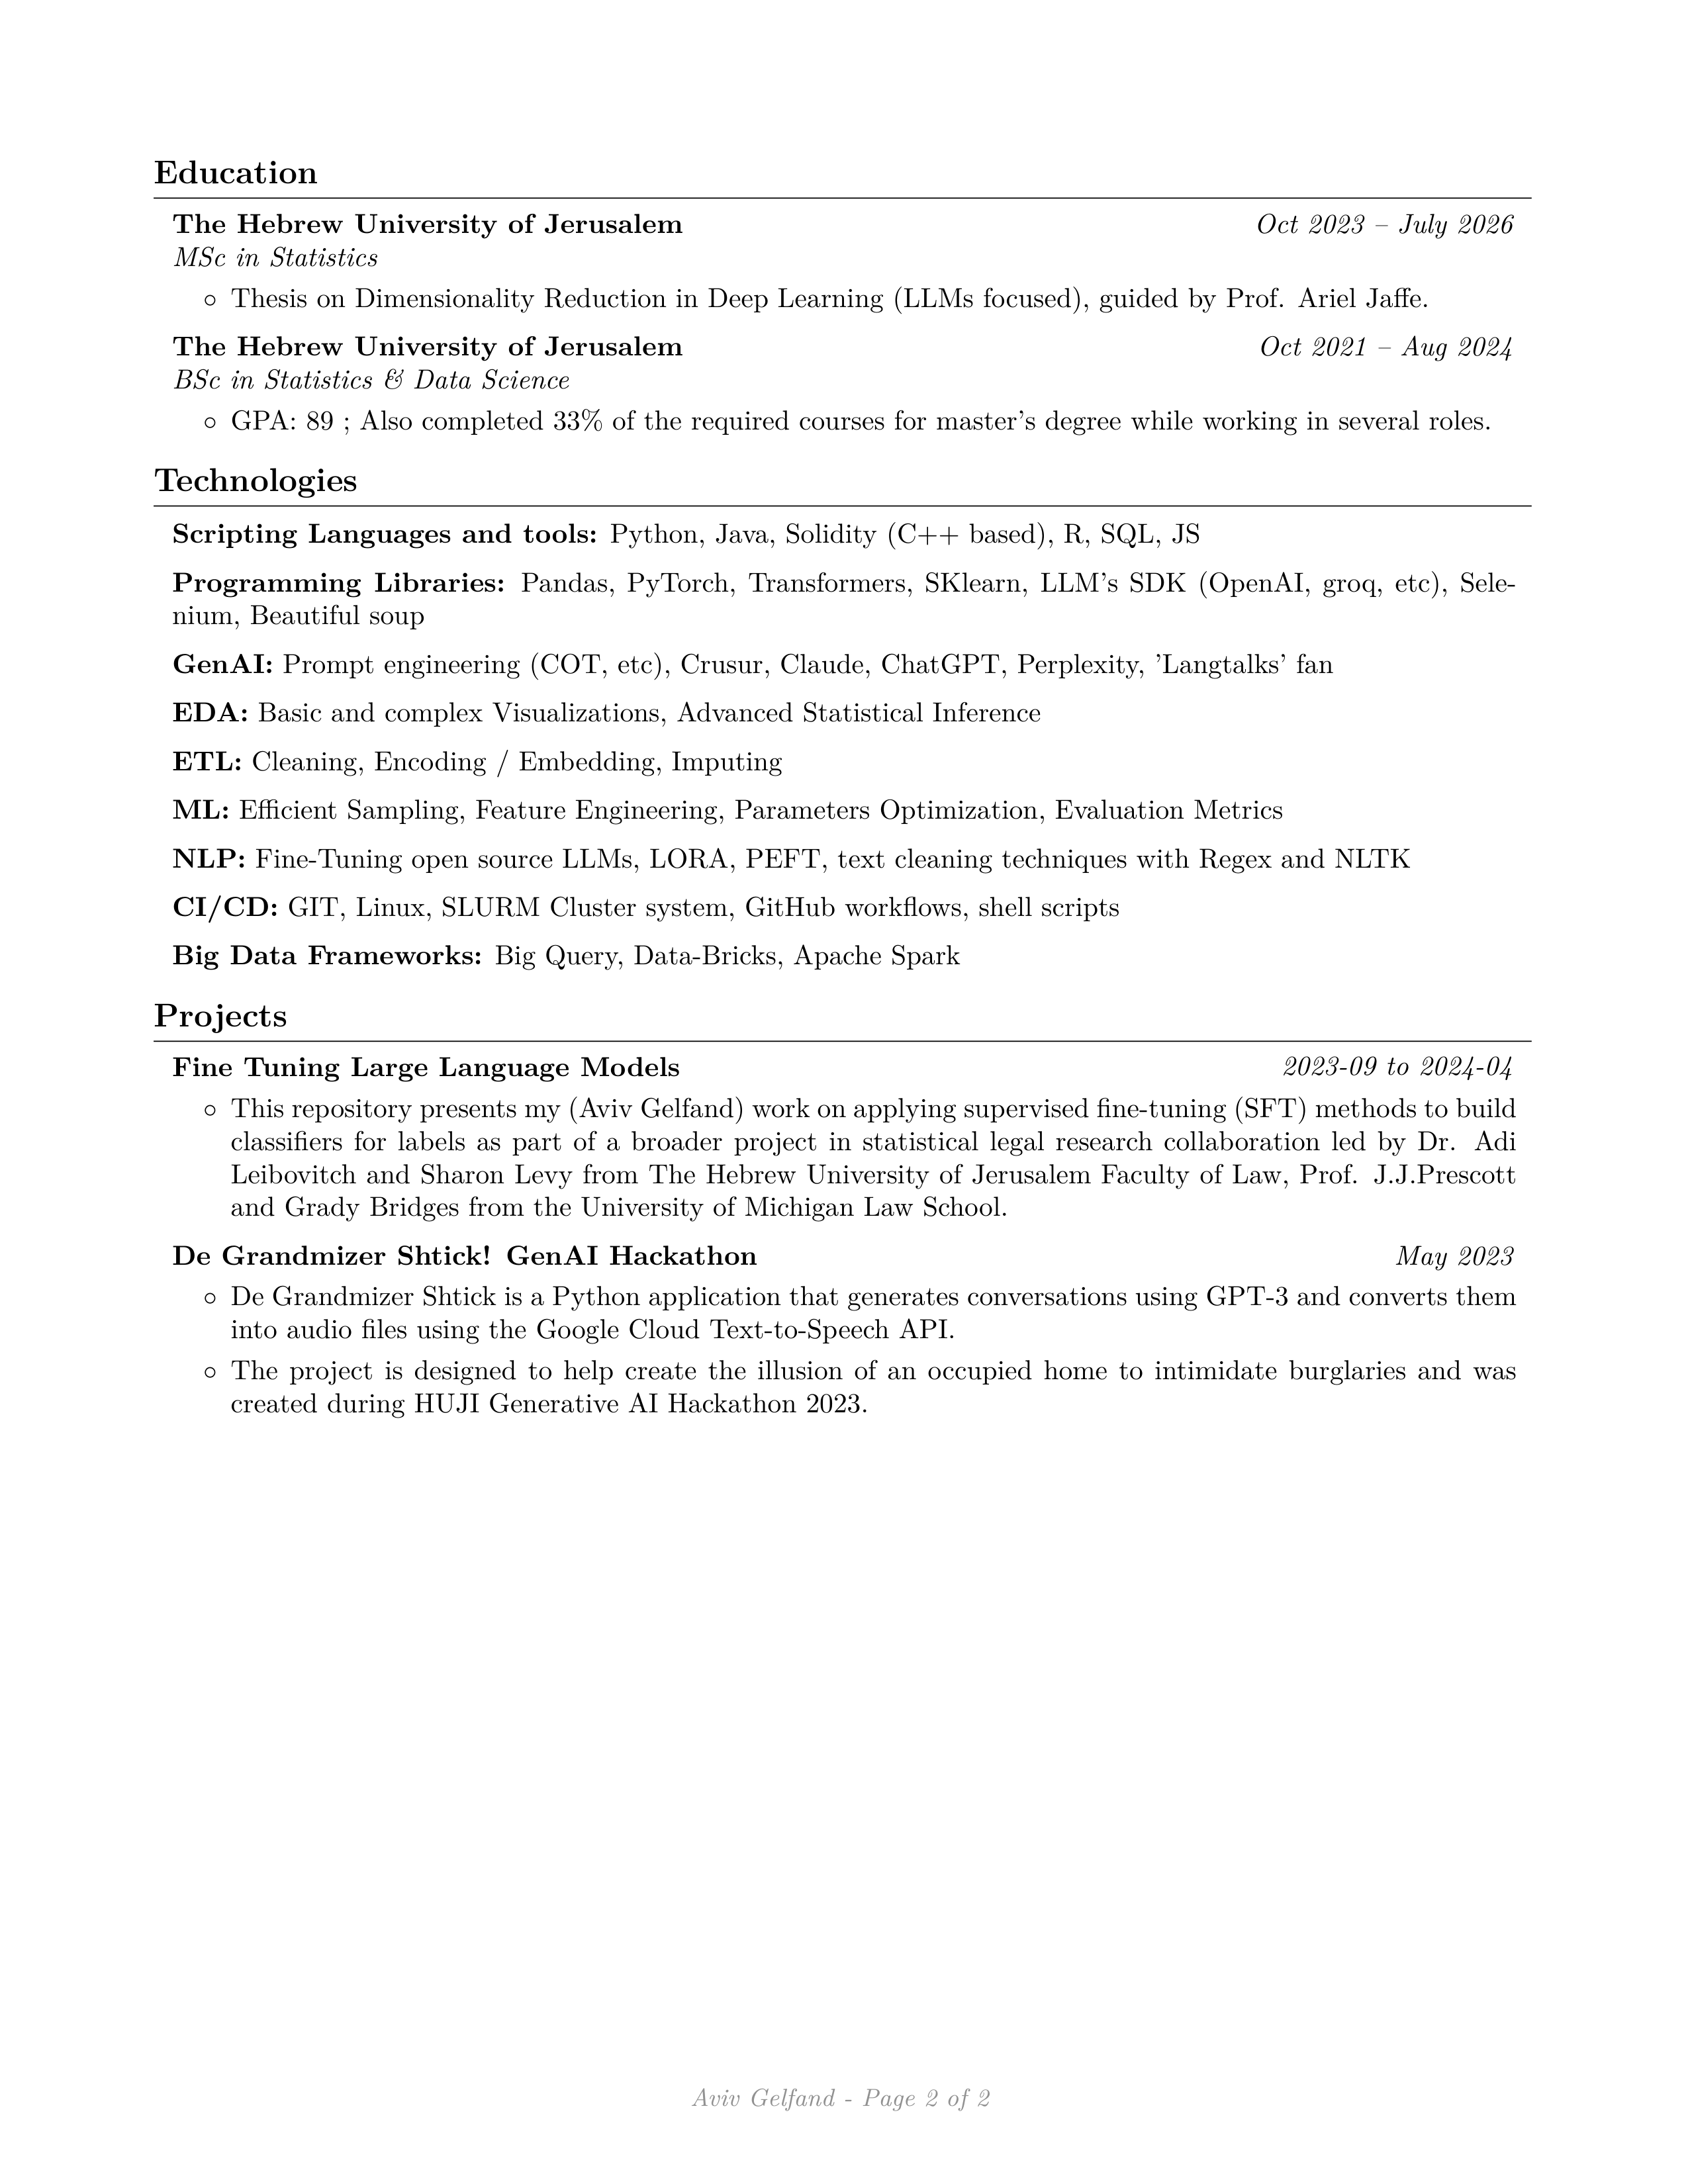 Education
The Hebrew University of Jerusalem Oct 2023 – July 2026
MSc in Statistics
◦ Thesis on Dimensionality Reduction in Deep Learning (LLMs focused), guided by Prof. Ariel Jaffe.
The Hebrew University of Jerusalem Oct 2021 – Aug 2024
BSc in Statistics & Data Science
◦ GPA: 89 ; Also completed 33% of the required courses for master's degree while working in several roles.
Technologies
Scripting Languages and tools: Python, Java, Solidity (C++ based), R, SQL, JS
Programming Libraries: Pandas, PyTorch, Transformers, SKlearn, LLM's SDK (OpenAI, groq, etc), Sele-
nium, Beautiful soup
GenAI: Prompt engineering (COT, etc), Crusur, Claude, ChatGPT, Perplexity, 'Langtalks' fan
EDA: Basic and complex Visualizations, Advanced Statistical Inference
ETL: Cleaning, Encoding / Embedding, Imputing
ML: Efficient Sampling, Feature Engineering, Parameters Optimization, Evaluation Metrics
NLP: Fine-Tuning open source LLMs, LORA, PEFT, text cleaning techniques with Regex and NLTK
CI/CD: GIT, Linux, SLURM Cluster system, GitHub workflows, shell scripts
Big Data Frameworks: Big Query, Data-Bricks, Apache Spark
Projects
Fine Tuning Large Language Models 2023-09 to 2024-04
◦ This repository presents my (Aviv Gelfand) work on applying supervised fine-tuning (SFT) methods to build
classifiers for labels as part of a broader project in statistical legal research collaboration led by Dr. Adi
Leibovitch and Sharon Levy from The Hebrew University of Jerusalem Faculty of Law, Prof. J.J.Prescott
and Grady Bridges from the University of Michigan Law School.
De Grandmizer Shtick! GenAI Hackathon May 2023
◦ De Grandmizer Shtick is a Python application that generates conversations using GPT-3 and converts them
into audio files using the Google Cloud Text-to-Speech API.
◦ The project is designed to help create the illusion of an occupied home to intimidate burglaries and was
created during HUJI Generative AI Hackathon 2023.
Aviv Gelfand - Page 2 of 2